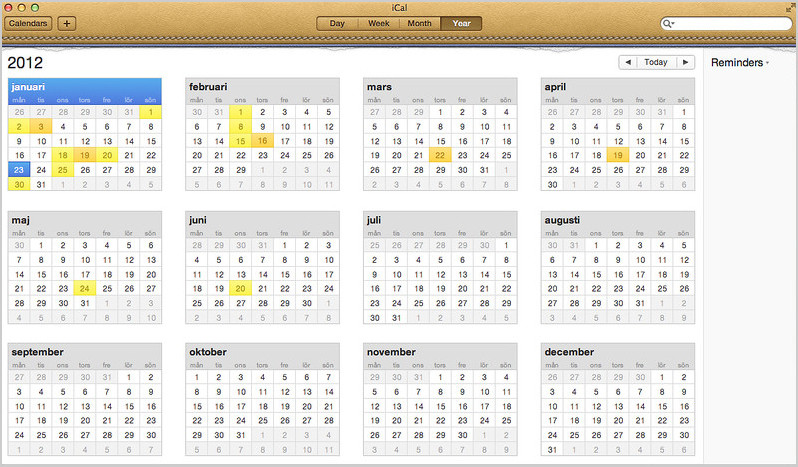 iCal
Calendars + Day Week Month Year
2012
Today
Reminders
januari
mån tis ons tors fre lör sön
26 27 28 29 30 31 1
2 3 4 5 6 7 8
9 10 11 12 13 14 15
16 17 18 19 20 21 22
23 24 25 26 27 28 29
30 31 1 2 3 4 5
februari
mån tis ons tors fre lör sön
30 31 1 2 3 4 5
6 7 8 9 10 11 12
13 14 15 16 17 18 19
20 21 22 23 24 25 26
27 28 29 1 2 3 4
5 6 7 8 9 10 11
mars
mån tis ons tors fre lör sön
27 28 29 1 2 3 4
5 6 7 8 9 10 11
12 13 14 15 16 17 18
19 20 21 22 23 24 25
26 27 28 29 30 31 1
2 3 4 5 6 7 8
april
mån tis ons tors fre lör sön
26 27 28 29 30 31 1
2 3 4 5 6 7 8
9 10 11 12 13 14 15
16 17 18 19 20 21 22
23 24 25 26 27 28 29
30 1 2 3 4 5 6
maj
mån tis ons tors fre lör sön
30 1 2 3 4 5 6
7 8 9 10 11 12 13
14 15 16 17 18 19 20
21 22 23 24 25 26 27
28 29 30 31 1 2 3
4 5 6 7 8 9 10
juni
mån tis ons tors fre lör sön
28 29 30 31 1 2 3
4 5 6 7 8 9 10
11 12 13 14 15 16 17
18 19 20 21 22 23 24
25 26 27 28 29 30 1
2 3 4 5 6 7 8
juli
mån tis ons tors fre lör sön
25 26 27 28 29 30 1
2 3 4 5 6 7 8
9 10 11 12 13 14 15
16 17 18 19 20 21 22
23 24 25 26 27 28 29
30 31 1 2 3 4 5
augusti
mån tis ons tors fre lör sön
30 31 1 2 3 4 5
6 7 8 9 10 11 12
13 14 15 16 17 18 19
20 21 22 23 24 25 26
27 28 29 30 31 1 2
3 4 5 6 7 8 9
september
mån tis ons tors fre lör sön
27 28 29 30 31 1 2
3 4 5 6 7 8 9
10 11 12 13 14 15 16
17 18 19 20 21 22 23
24 25 26 27 28 29 30
1 2 3 4 5 6 7
oktober
mån tis ons tors fre lör sön
1 2 3 4 5 6 7
8 9 10 11 12 13 14
15 16 17 18 19 20 21
22 23 24 25 26 27 28
29 30 31 1 2 3 4
5 6 7 8 9 10 11
november
mån tis ons tors fre lör sön
29 30 31 1 2 3 4
5 6 7 8 9 10 11
12 13 14 15 16 17 18
19 20 21 22 23 24 25
26 27 28 29 30 1 2
3 4 5 6 7 8 9
december
mån tis ons tors fre lör sön
26 27 28 29 30 1 2
3 4 5 6 7 8 9
10 11 12 13 14 15 16
17 18 19 20 21 22 23
24 25 26 27 28 29 30
31 1 2 3 4 5 6